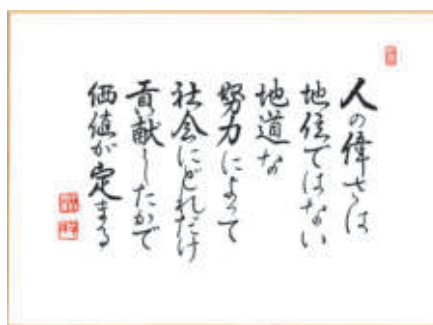 人の偉さは
地位ではない
地道な
努力によって
社会にどれだけ
貢献したかで
価値が定まる